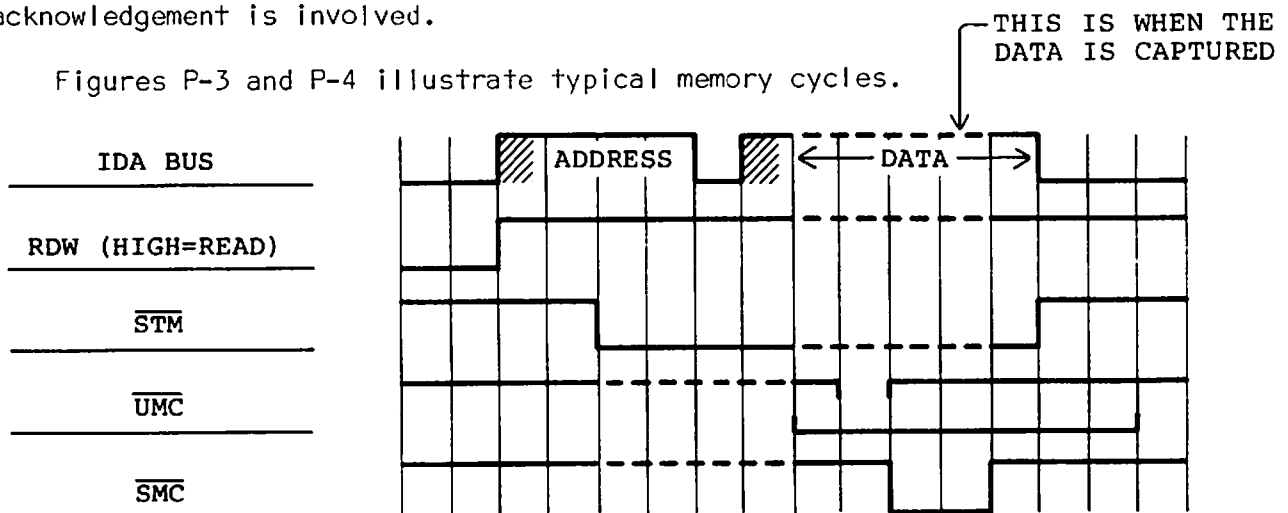 acknowledgement is involved.
THIS IS WHEN THE
DATA IS CAPTURED
Figures P-3 and P-4 illustrate typical memory cycles.
IDA BUS
ADDRESS
DATA
RDW (HIGH=READ)
STM
UMC
SMC